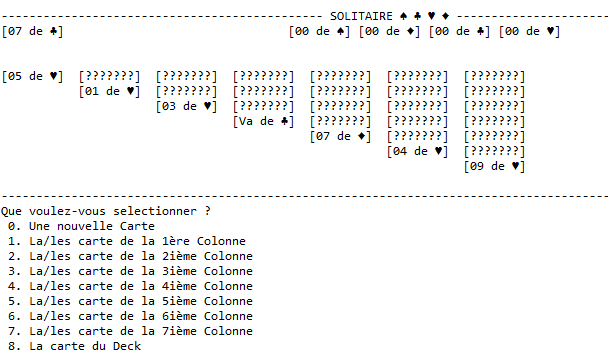 ------------------------------------------ SOLITAIRE ♠ ♣ ♥ ♦ --------------------
[07 de ♣] [00 de ♠] [00 de ♦] [00 de ♣] [00 de ♥]
[05 de ♥] [???????] [???????] [???????] [???????] [???????] [???????]
[01 de ♥] [???????] [???????] [???????] [???????] [???????]
[03 de ♥] [???????] [???????] [???????] [???????]
[Va de ♣] [???????] [???????] [???????]
[07 de ♦] [???????] [???????]
[04 de ♥] [???????]
[09 de ♥]
--------------------------------------------------------------------------------
Que voulez-vous selectionner ?
0. Une nouvelle Carte
1. La/les carte de la 1ère Colonne
2. La/les carte de la 2ième Colonne
3. La/les carte de la 3ième Colonne
4. La/les carte de la 4ième Colonne
5. La/les carte de la 5ième Colonne
6. La/les carte de la 6ième Colonne
7. La/les carte de la 7ième Colonne
8. La carte du Deck